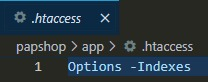 .htaccess
papshop > app > .htaccess
1 Options -Indexes